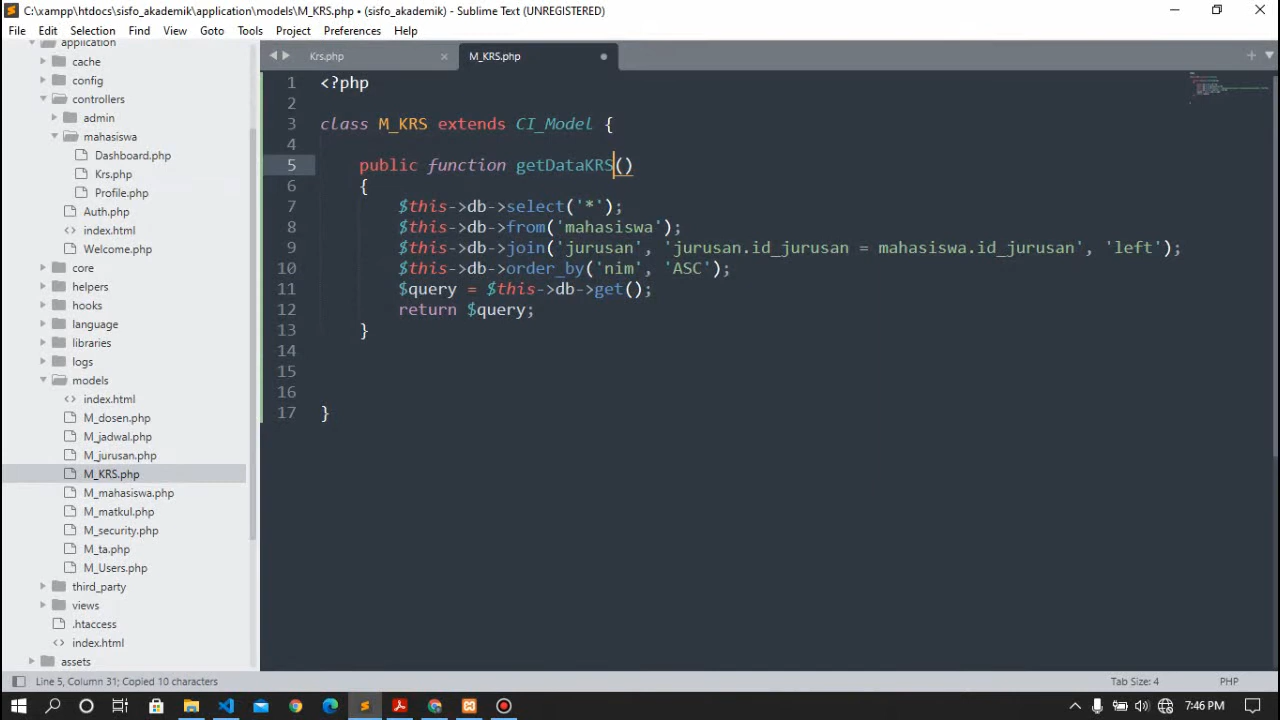 C:\xampp\htdocs\sisfo_akademik\application\models\M_KRS.php • (sisfo_akademik) - Sublime Text (UNREGISTERED)
File Edit Selection Find View Goto Tools Project Preferences Help
application
cache
config
controllers
admin
mahasiswa
Dashboard.php
Krs.php
Profile.php
Auth.php
index.html
Welcome.php
core
helpers
hooks
language
libraries
logs
models
index.html
M_dosen.php
M_jadwal.php
M_jurusan.php
M_KRS.php
M_mahasiswa.php
M_matkul.php
M_security.php
M_ta.php
M_Users.php
third_party
views
.htaccess
index.html
assets
Krs.php M_KRS.php
1 <?php
2
3 class M_KRS extends CI_Model {
4
5 public function getDataKRS()
6 {
7 $this->db->select('*');
8 $this->db->from('mahasiswa');
9 $this->db->join('jurusan', 'jurusan.id_jurusan = mahasiswa.id_jurusan', 'left');
10 $this->db->order_by('nim', 'ASC');
11 $query = $this->db->get();
12 return $query;
13 }
14
15
16
17 }
Line 5, Column 31; Copied 10 characters Tab Size: 4 PHP
7:46 PM